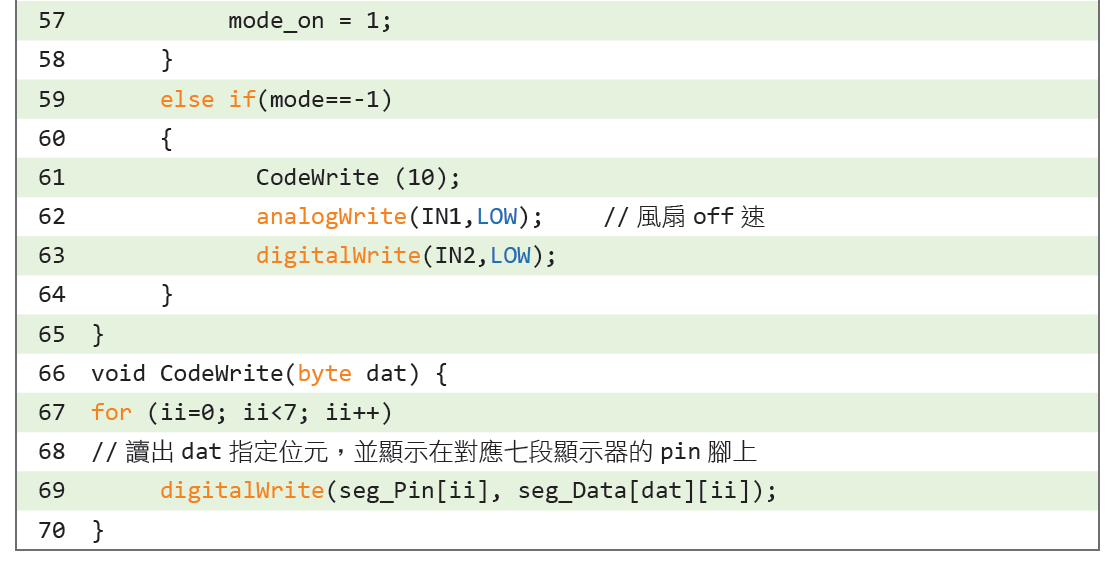 57 mode_on = 1;
58 }
59 else if(mode==-1)
60 {
61 CodeWrite (10);
62 analogWrite(IN1,LOW); // 風扇 off 速
63 digitalWrite(IN2,LOW);
64 }
65 }
66 void CodeWrite(byte dat) {
67 for (ii=0; ii<7; ii++)
68 // 讀出 dat 指定位元，並顯示在對應七段顯示器的 pin 腳上
69 digitalWrite(seg_Pin[ii], seg_Data[dat][ii]);
70 }